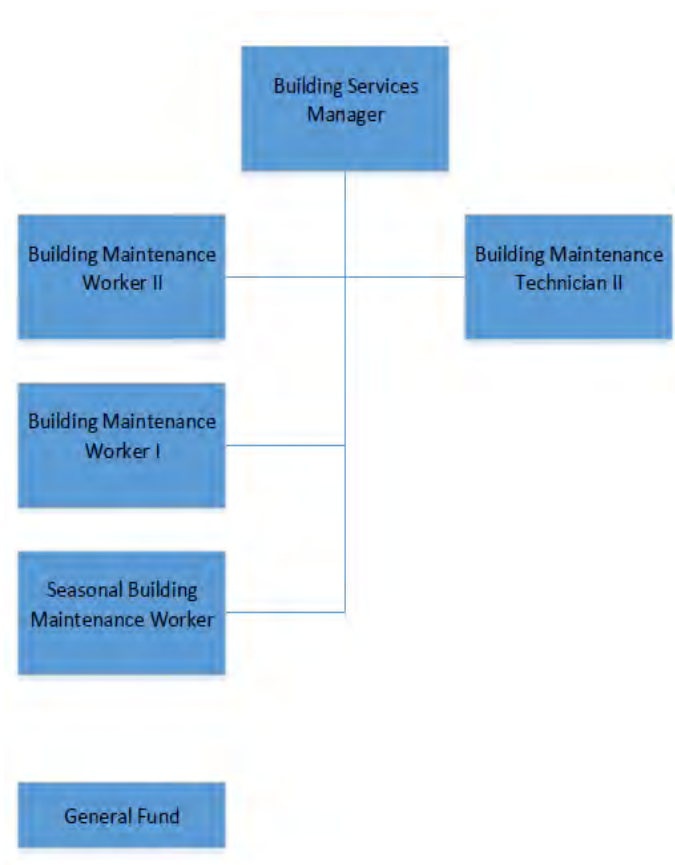 Building Services
Manager
Building Maintenance
Worker II
Building Maintenance
Technician II
Building Maintenance
Worker I
Seasonal Building
Maintenance Worker
General Fund